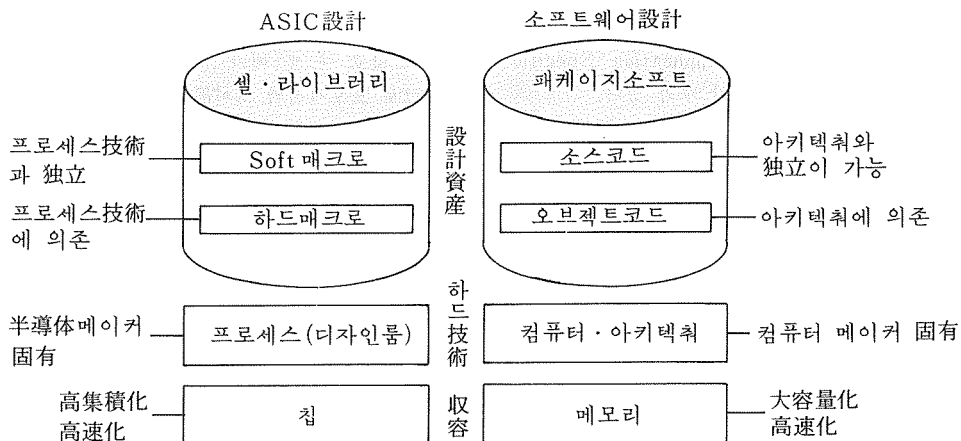 ASIC設計
소프트웨어設計
셀·라이브러리
패케이지소프트
프로세스技術
과 独立
Soft 매크로
設計資産
소스코드
아키텍춰와
独立이 가능
프로세스技術
에 의존
하드매크로
오브젝트코드
아키텍춰에 의존
半導体메이커
固有
프로세스(디자인룸)
하드技術
컴퓨터·아키텍춰
컴퓨터 메이커 固有
高集積化
高速化
칩
収容
메모리
大容量化
高速化